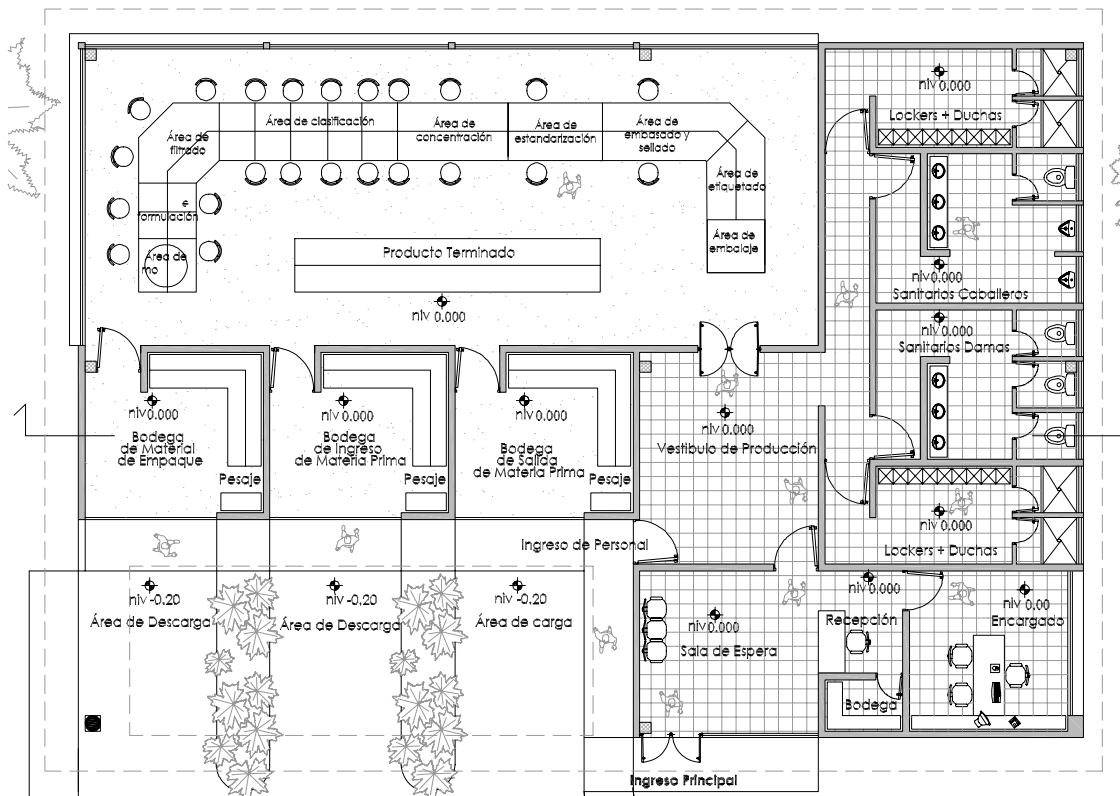 niv 0.000
Lockers + Duchas
Área de
filtrado
Área de clasificación
Área de
concentración
Área de
estandarización
Área de
embasado y
sellado
Área de
etiquetado
Área de
embalaje
e
formulación
Área de
mo
Producto Terminado
niv 0.000
niv 0.000
Sanitarios Caballeros
niv 0.000
Sanitarios Damas
niv 0.000
Bodega
de Material
de Empaque
Pesaje
niv 0.000
Bodega
de Ingreso
de Materia Prima
Pesaje
niv 0.000
Bodega
de Salida
de Materia Prima
Pesaje
niv 0.000
Vestibulo de Producción
niv 0.000
Lockers + Duchas
Ingreso de Personal
niv -0.20
Área de Descarga
niv -0.20
Área de Descarga
niv -0.20
Área de carga
niv 0.000
Sala de Espera
niv 0.000
Recepción
niv 0.00
Encargado
Bodega
Ingreso Principal